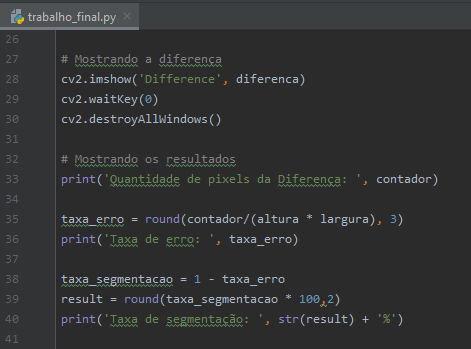 trabalho_final.py
26
27 # Mostrando a diferença
28 cv2.imshow('Difference', diferenca)
29 cv2.waitKey(0)
30 cv2.destroyAllWindows()
31
32 # Mostrando os resultados
33 print('Quantidade de pixels da Diferença: ', contador)
34
35 taxa_erro = round(contador/(altura * largura), 3)
36 print('Taxa de erro: ', taxa_erro)
37
38 taxa_segmentacao = 1 - taxa_erro
39 result = round(taxa_segmentacao * 100,2)
40 print('Taxa de segmentação: ', str(result) + '%')
41